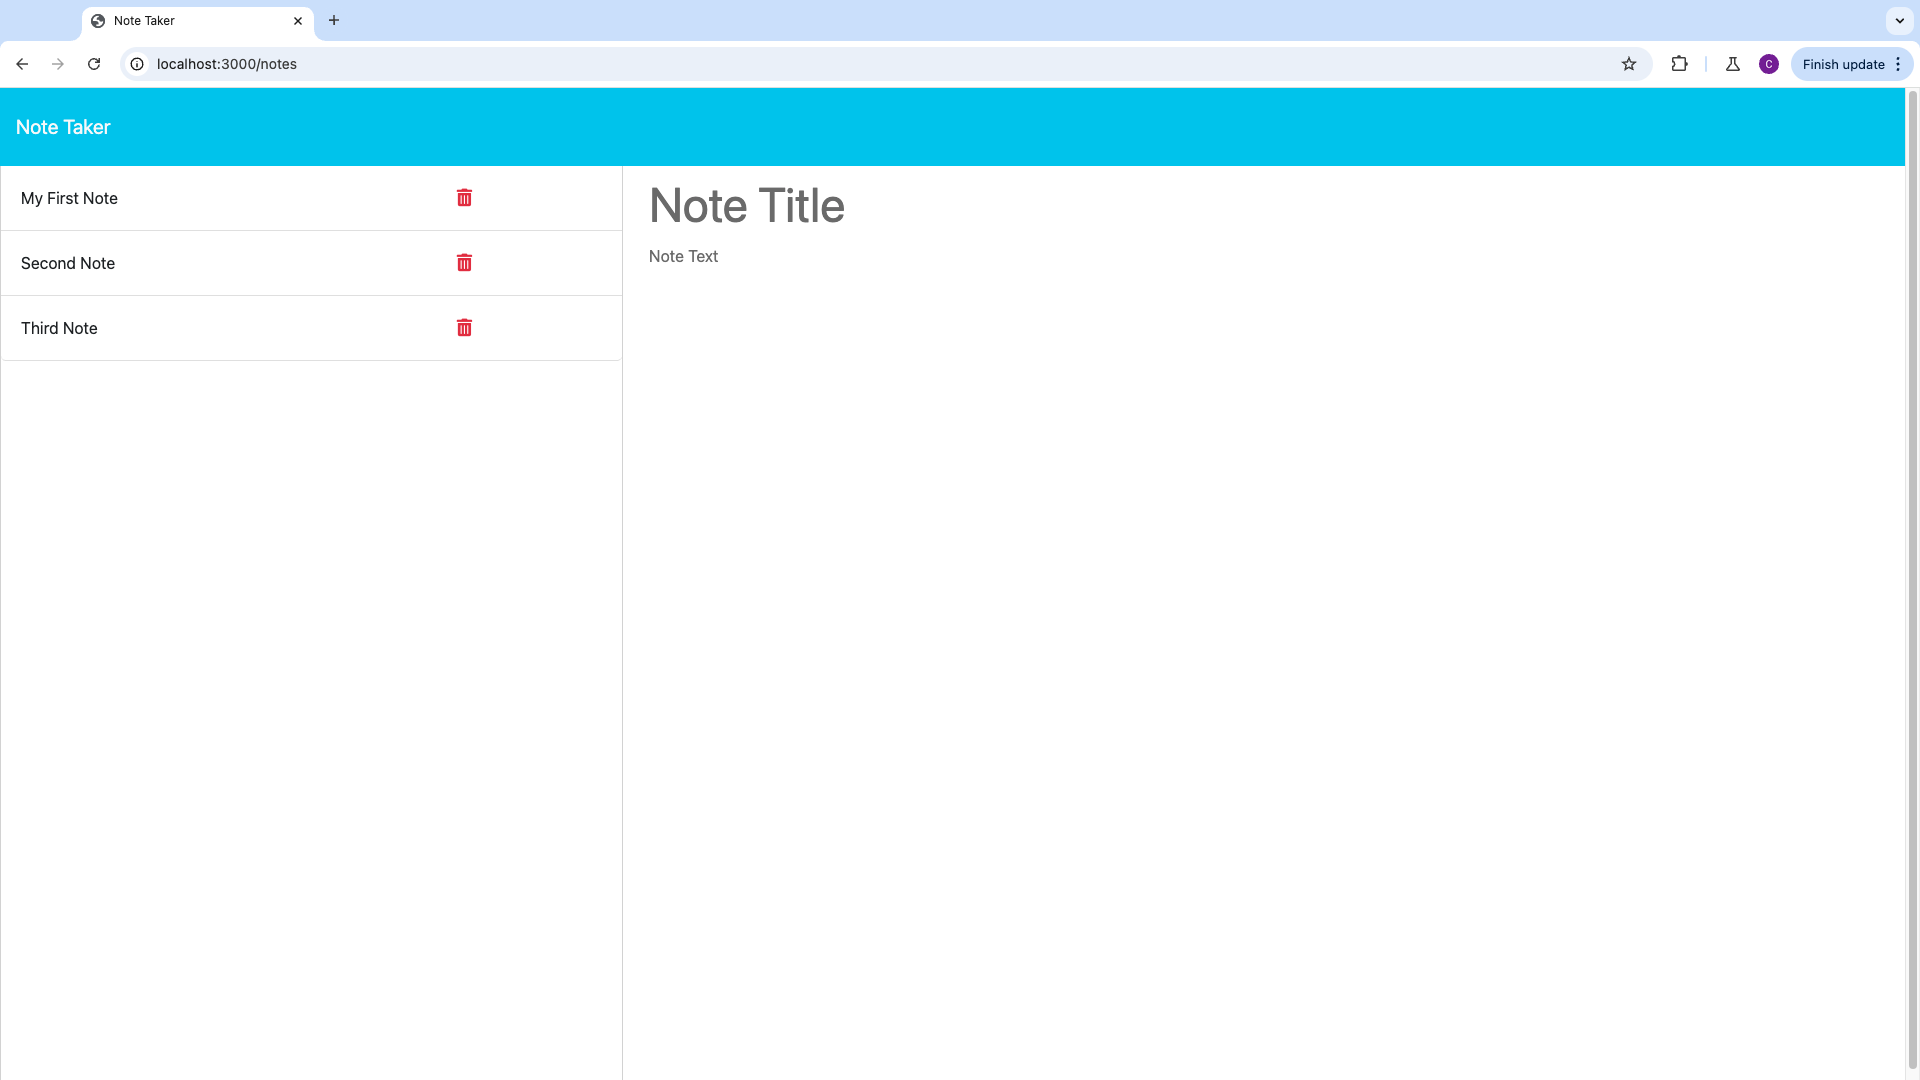 Note Taker
localhost:3000/notes
C
Finish update
Note Taker
My First Note
Second Note
Third Note
Note Title
Note Text